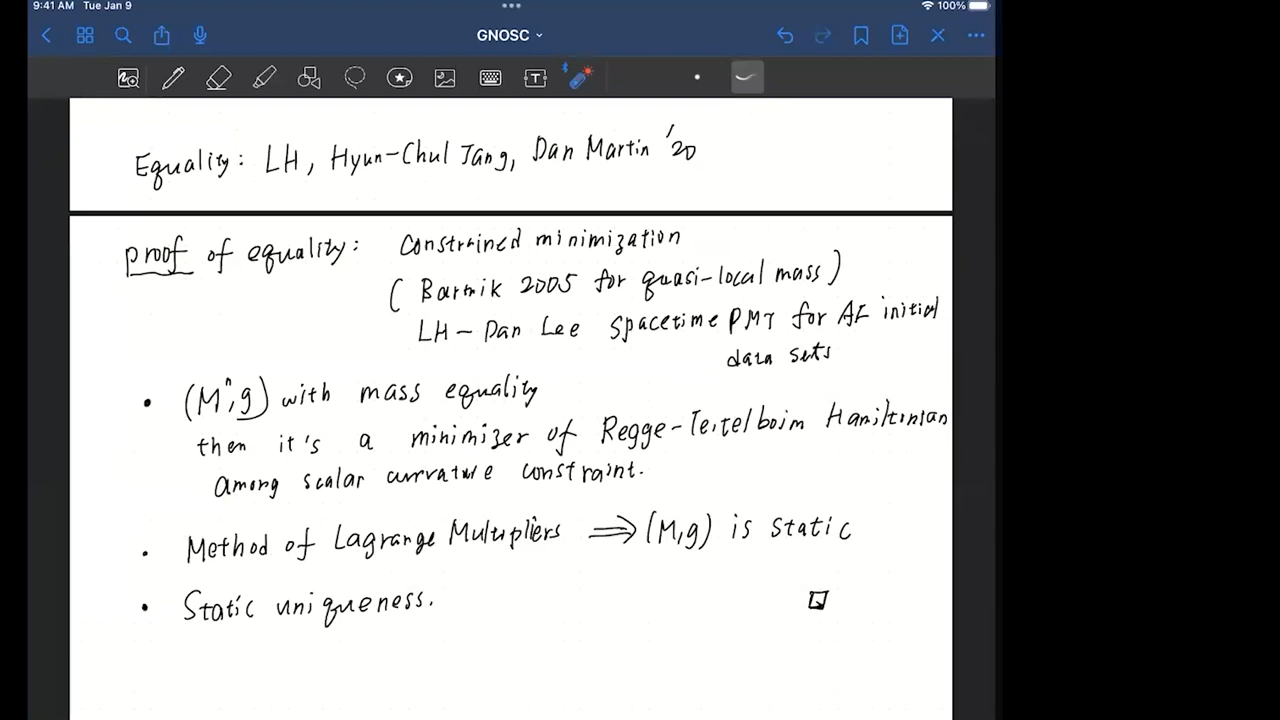 9:41 AM Tue Jan 9
100%
GNOSC
T
Equality: LH, Hyun-Chul Jang, Dan Martin '20
proof of equality: Constrained minimization
(Bartnik 2005 for quasi-local mass)
LH - Dan Lee spacetime PMT for AF initial
data sets
• (Mⁿ, g) with mass equality
then it's a minimizer of Regge-Teitelboim Hamiltonian
among scalar curvature constraint.
• Method of Lagrange Multipliers ⟹ (M,g) is static
• Static uniqueness. □